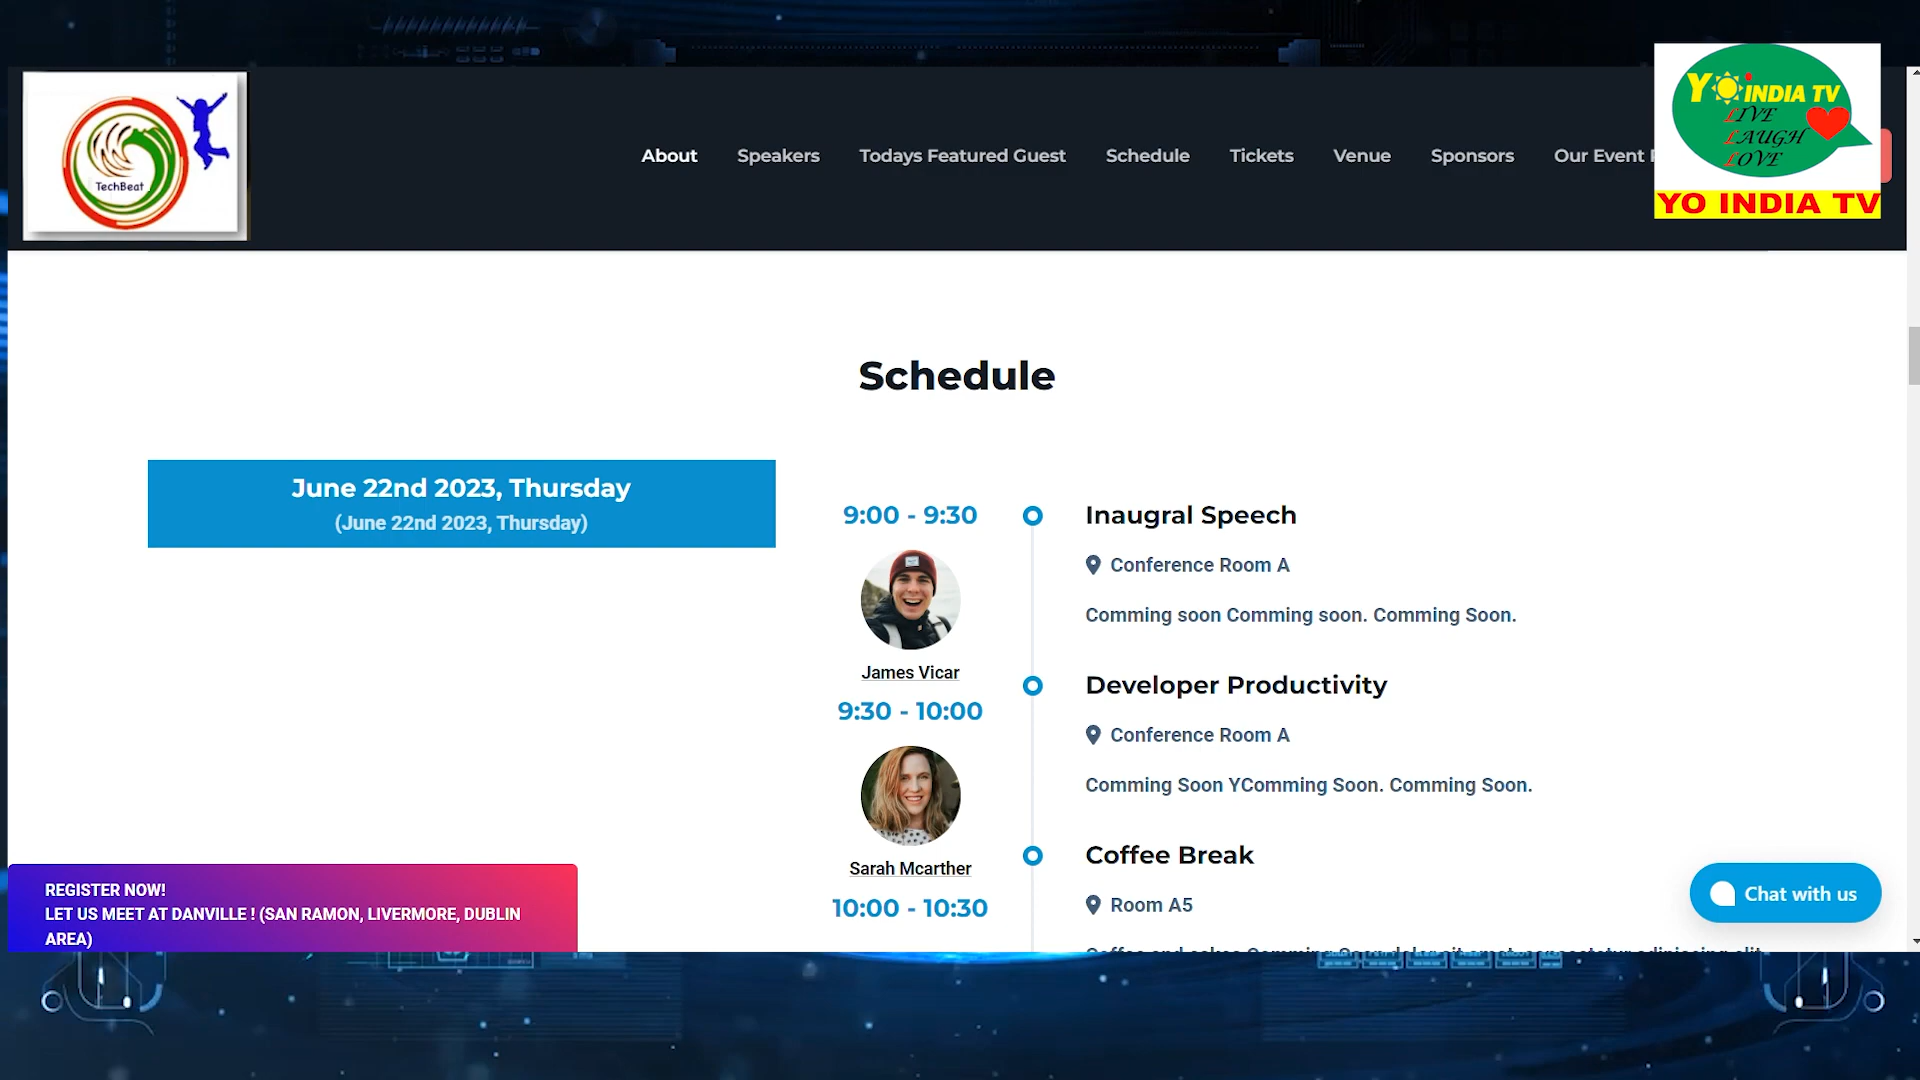 TechBeat
About
Speakers
Todays Featured Guest
Schedule
Tickets
Venue
Sponsors
Our Event
YO INDIA TV
LIVE
LAUGH
LOVE
YO INDIA TV
Schedule
June 22nd 2023, Thursday
(June 22nd 2023, Thursday)
9:00 - 9:30
Inaugral Speech
Conference Room A
Comming soon Comming soon. Comming Soon.
James Vicar
Developer Productivity
9:30 - 10:00
Conference Room A
Comming Soon YComming Soon. Comming Soon.
Sarah Mcarther
Coffee Break
10:00 - 10:30
Room A5
REGISTER NOW!
LET US MEET AT DANVILLE ! (SAN RAMON, LIVERMORE, DUBLIN
AREA)
Chat with us